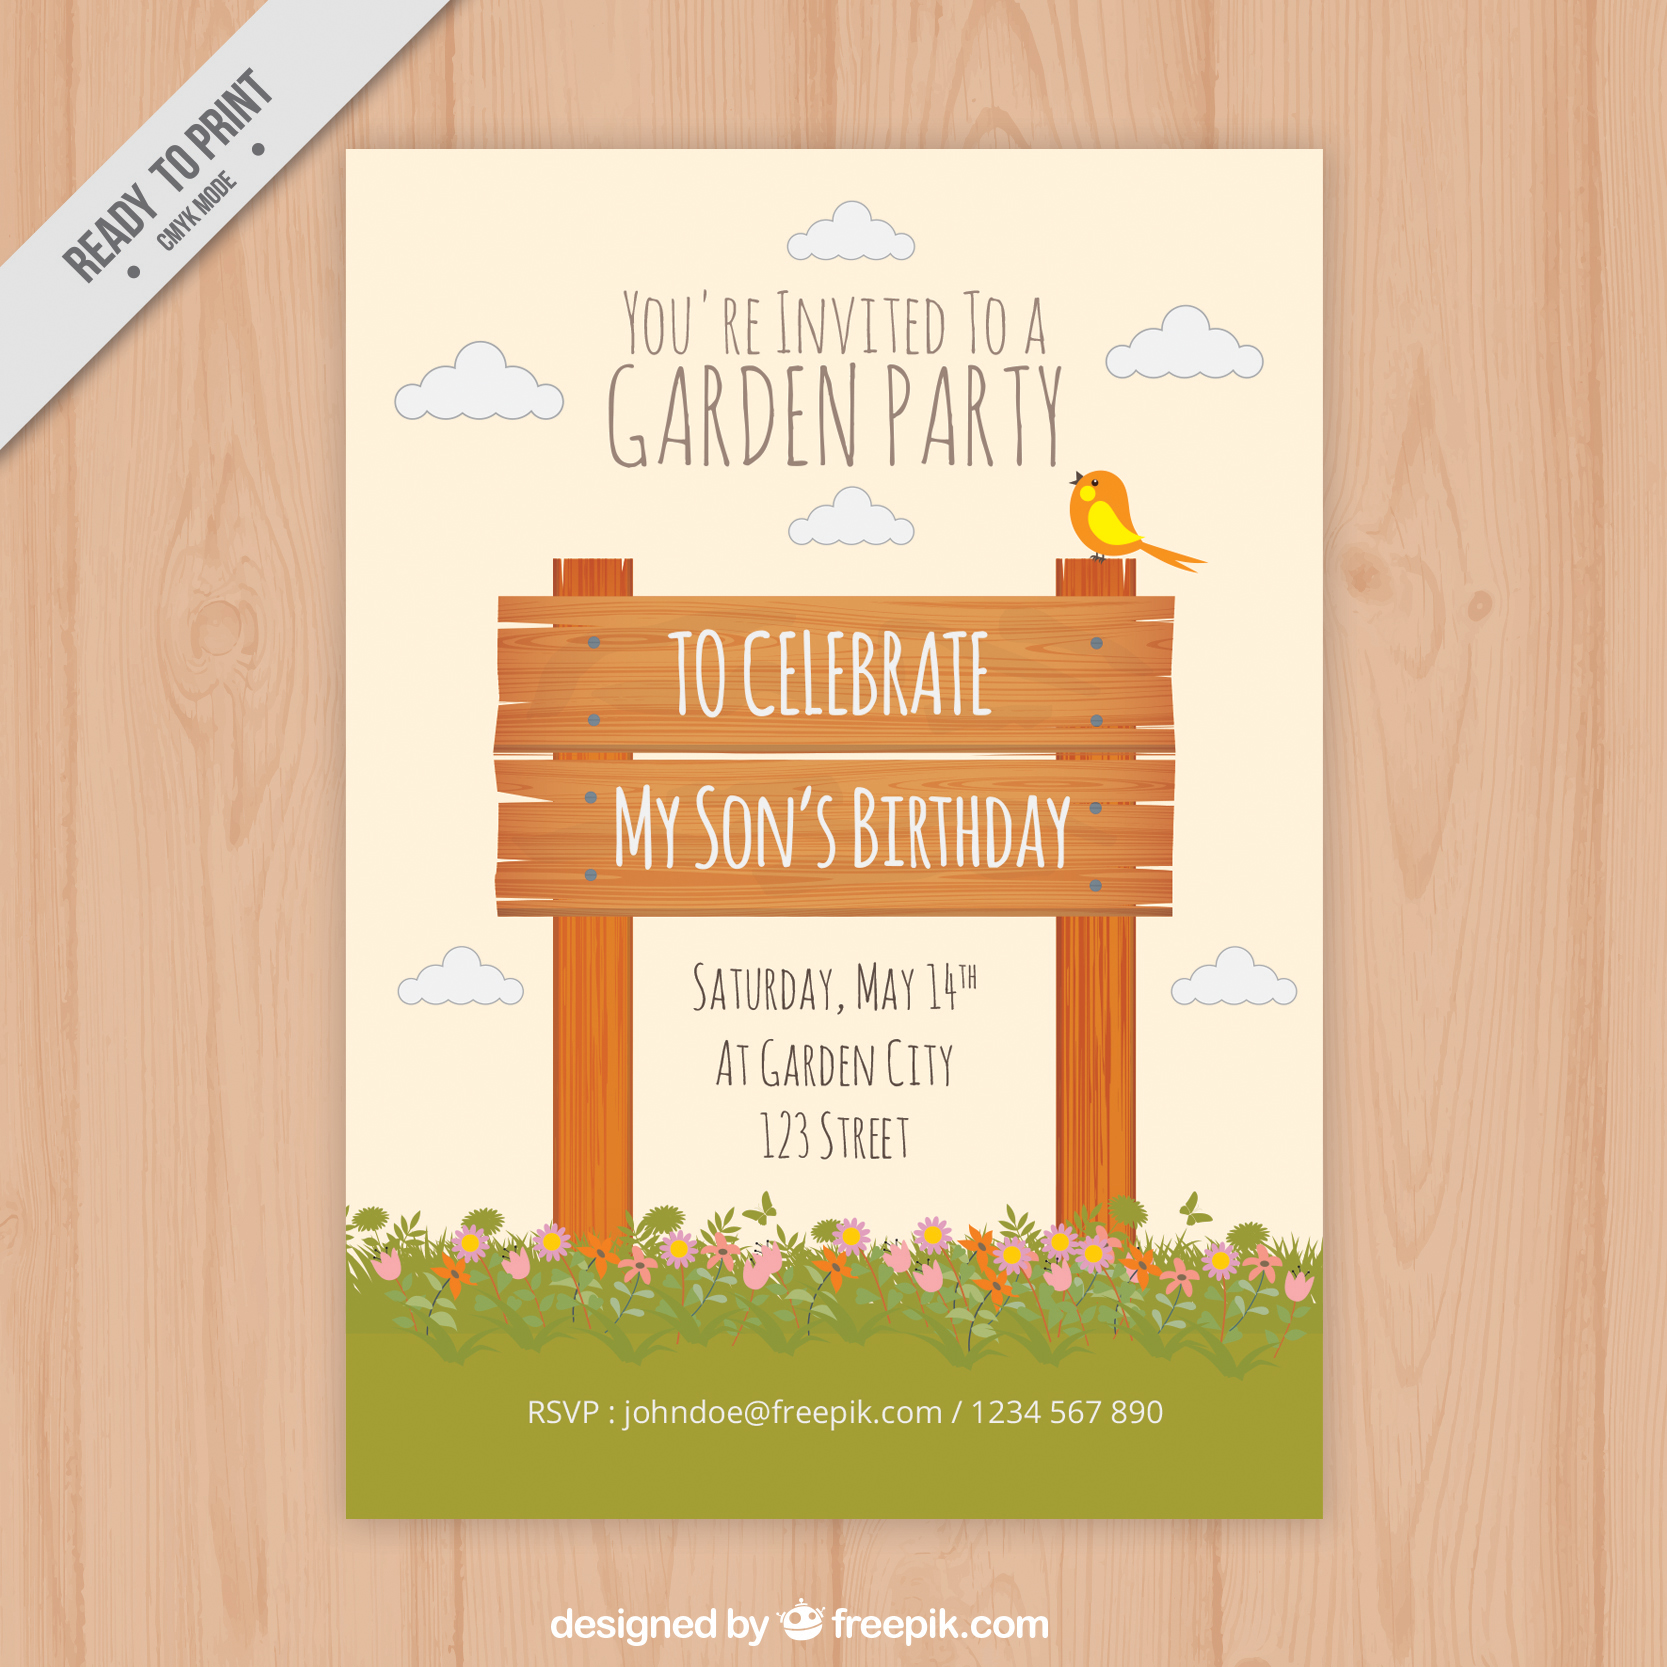 READY TO PRINT
CMYK MODE
YOU'RE INVITED TO A
GARDEN PARTY
TO CELEBRATE
MY SON'S BIRTHDAY
SATURDAY, MAY 14TH
AT GARDEN CITY
123 STREET
RSVP : johndoe@freepik.com / 1234 567 890
designed by freepik.com